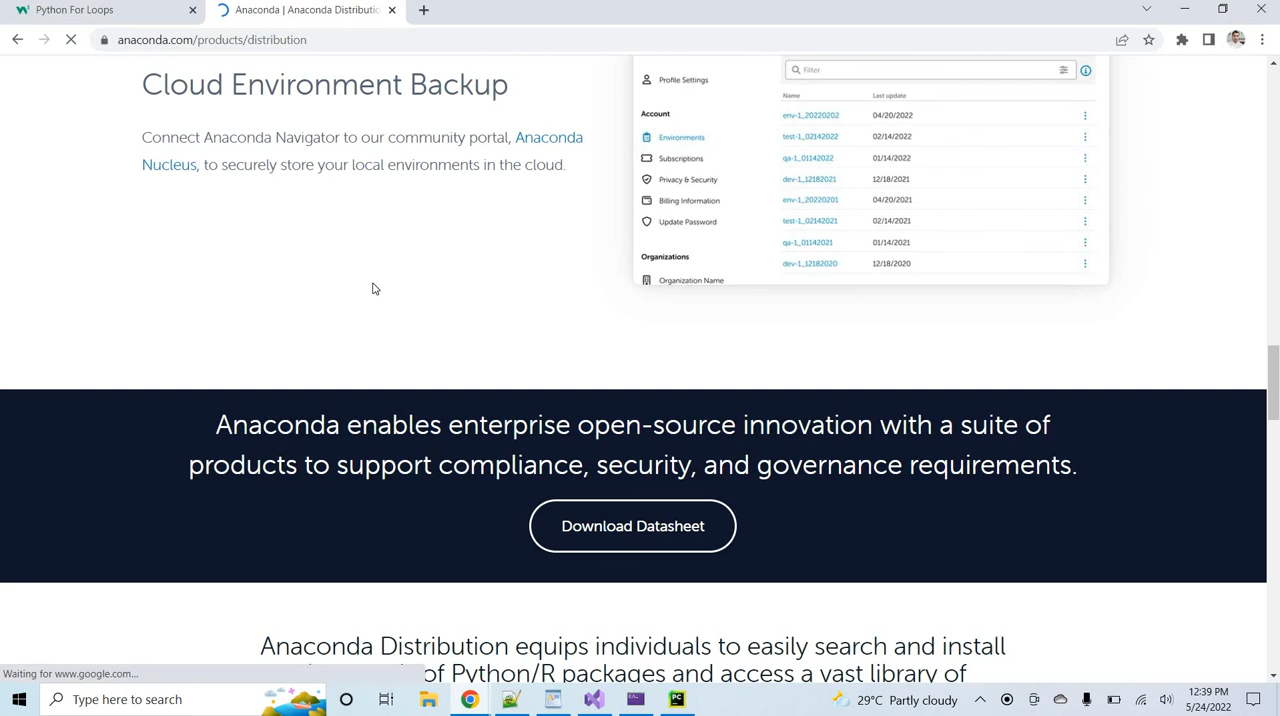 Python For Loops
Anaconda | Anaconda Distributio
anaconda.com/products/distribution
Cloud Environment Backup
Connect Anaconda Navigator to our community portal, Anaconda
Nucleus, to securely store your local environments in the cloud.
Profile Settings
Account
Environments
Subscriptions
Privacy & Security
Billing Information
Update Password
Organizations
Organization Name
Filter
Name Last update
env-1_20220202 04/20/2022
test-1_02142022 02/14/2022
qa-1_01142022 01/14/2022
dev-1_12182021 12/18/2021
env-1_20220201 04/20/2021
test-1_02142021 02/14/2021
qa-1_01142021 01/14/2021
dev-1_12182020 12/18/2020
Anaconda enables enterprise open-source innovation with a suite of
products to support compliance, security, and governance requirements.
Download Datasheet
Anaconda Distribution equips individuals to easily search and install
of Python/R packages and access a vast library of
Waiting for www.google.com...
Type here to search
PC
29°C Partly cloudy
12:39 PM
5/24/2022